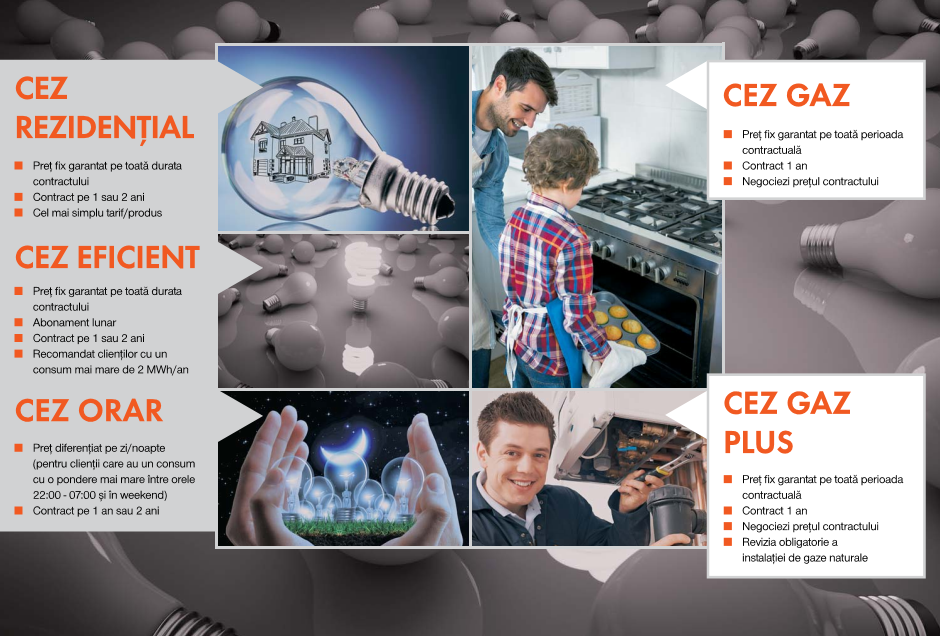 CEZ
REZIDENȚIAL
Preț fix garantat pe toată durata
contractului
Contract pe 1 sau 2 ani
Cel mai simplu tarif/produs
CEZ EFICIENT
Preț fix garantat pe toată durata
contractului
Abonament lunar
Contract pe 1 sau 2 ani
Recomandat clienților cu un
consum mai mare de 2 MWh/an
CEZ ORAR
Preț diferențiat pe zi/noapte
(pentru clienții care au un consum
cu o pondere mai mare între orele
22:00 - 07:00 și în weekend)
Contract pe 1 an sau 2 ani
CEZ GAZ
Preț fix garantat pe toată perioada
contractuală
Contract 1 an
Negociezi prețul contractului
CEZ GAZ
PLUS
Preț fix garantat pe toată perioada
contractuală
Contract 1 an
Negociezi prețul contractului
Revizia obligatorie a
instalației de gaze naturale